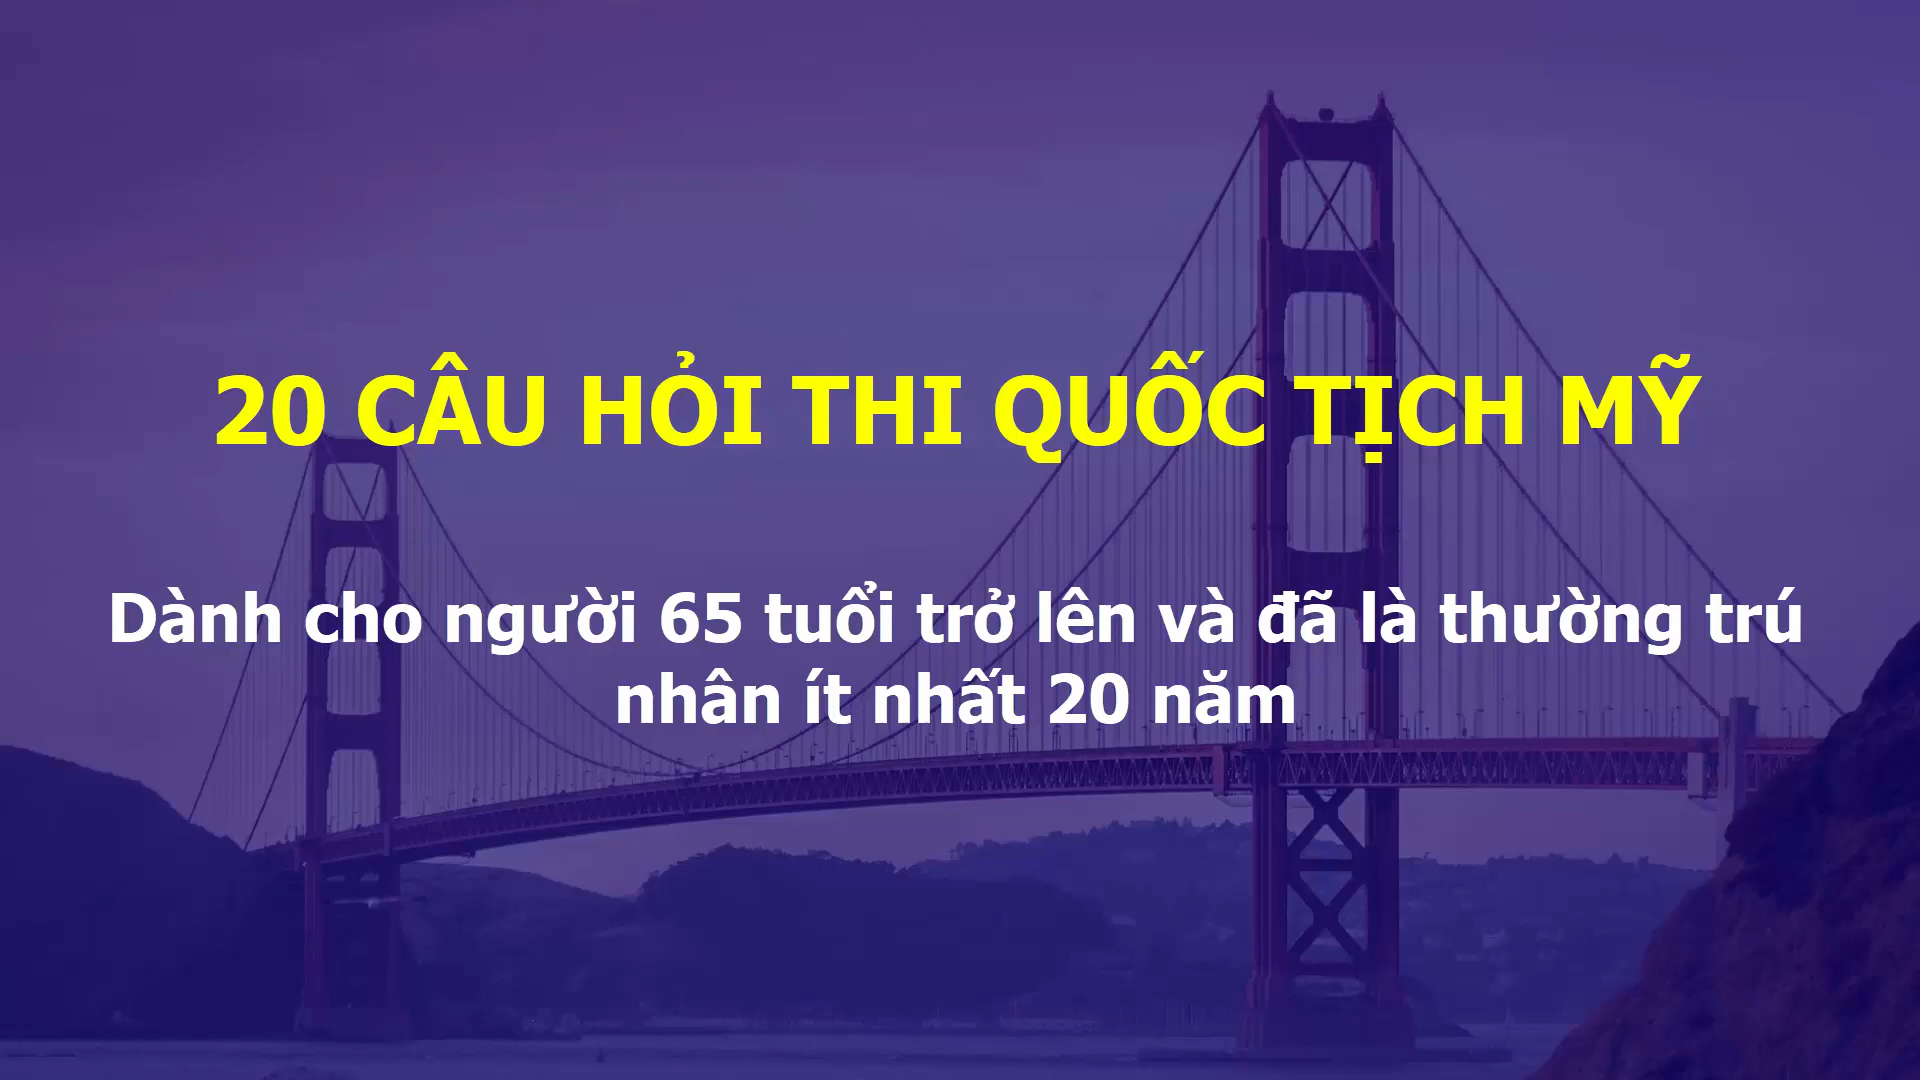 20 CÂU HỎI THI QUỐC TỊCH MỸ
Dành cho người 65 tuổi trở lên và đã là thường trú
nhân ít nhất 20 năm